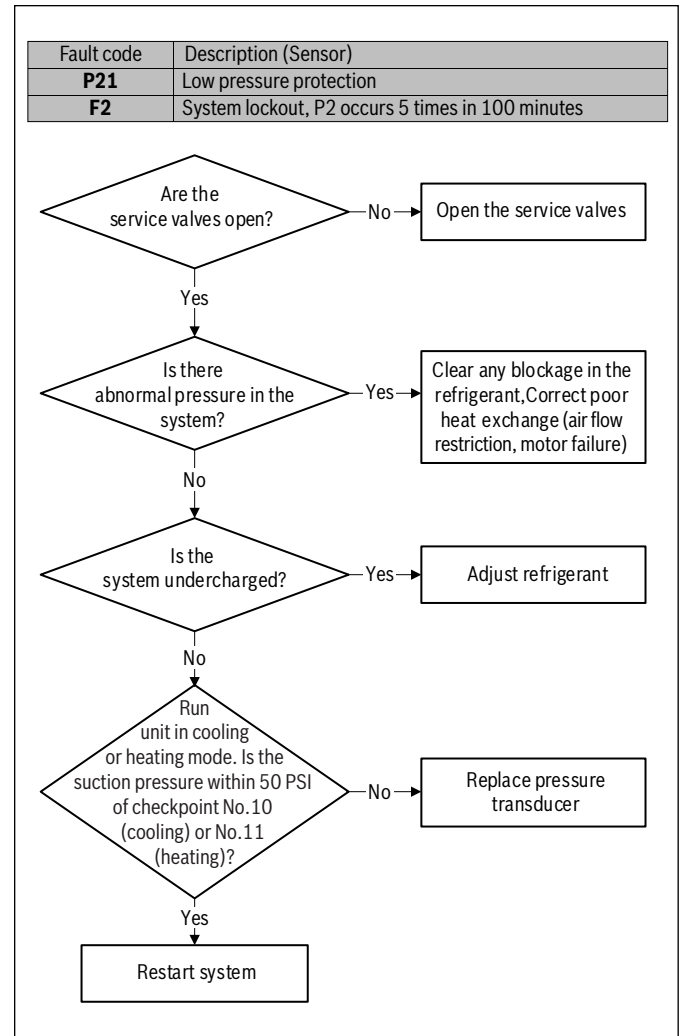 Fault code Description (Sensor)
P21 Low pressure protection
F2 System lockout, P2 occurs 5 times in 100 minutes
Are the
service valves open?
No
Open the service valves
Yes
Is there
abnormal pressure in the
system?
Yes
Clear any blockage in the
refrigerant,Correct poor
heat exchange (air flow
restriction, motor failure)
No
Is the
system undercharged?
Yes
Adjust refrigerant
No
Run
unit in cooling
or heating mode. Is the
suction pressure within 50 PSI
of checkpoint No.10
(cooling) or No.11
(heating)?
No
Replace pressure
transducer
Yes
Restart system